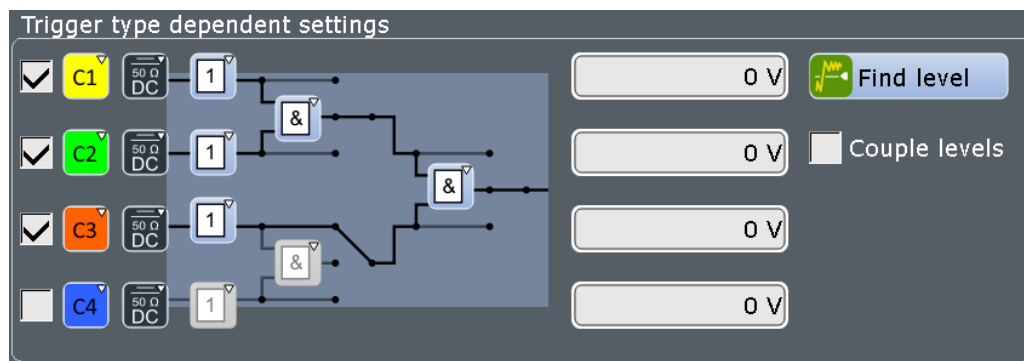 Trigger type dependent settings
C1 50 Ω DC 1 0 V Find level
&
C2 50 Ω DC 1 0 V Couple levels
&
C3 50 Ω DC 1 0 V
&
C4 50 Ω DC 1 0 V